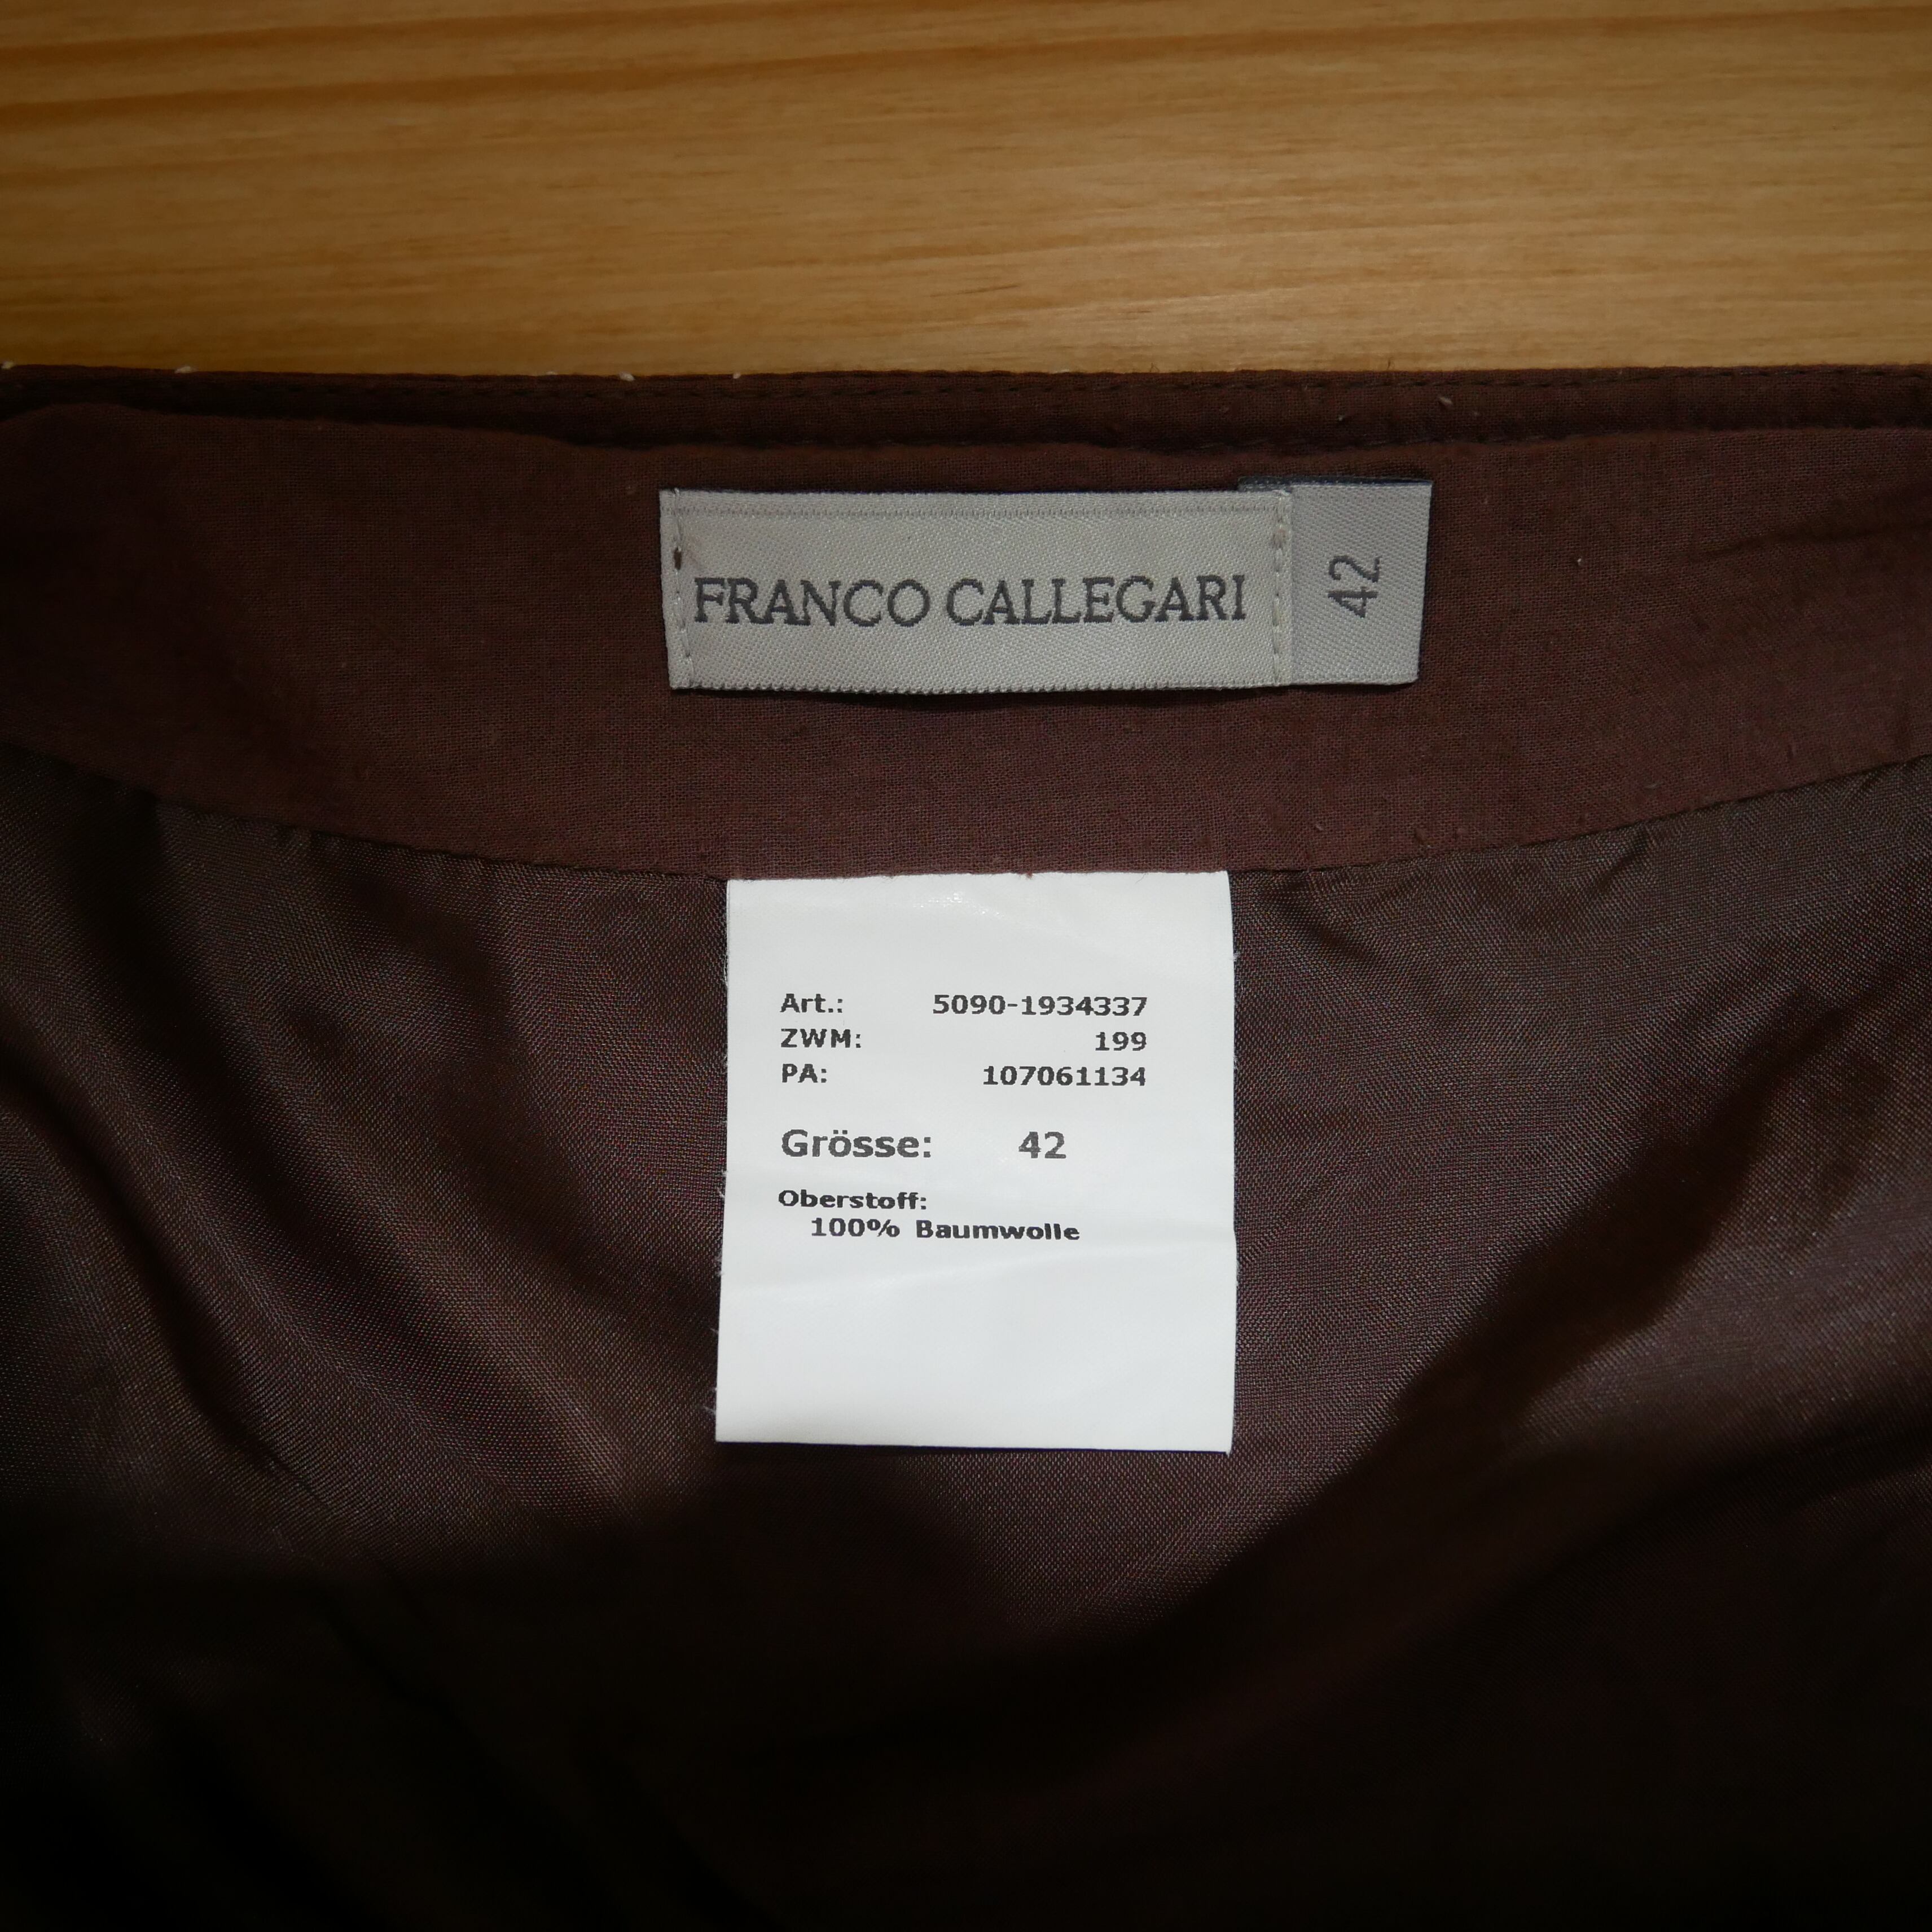 FRANCO CALLEGARI
42
Art.: 5090-1934337
ZWM: 199
PA: 107061134
Grösse: 42
Oberstoff:
100% Baumwolle